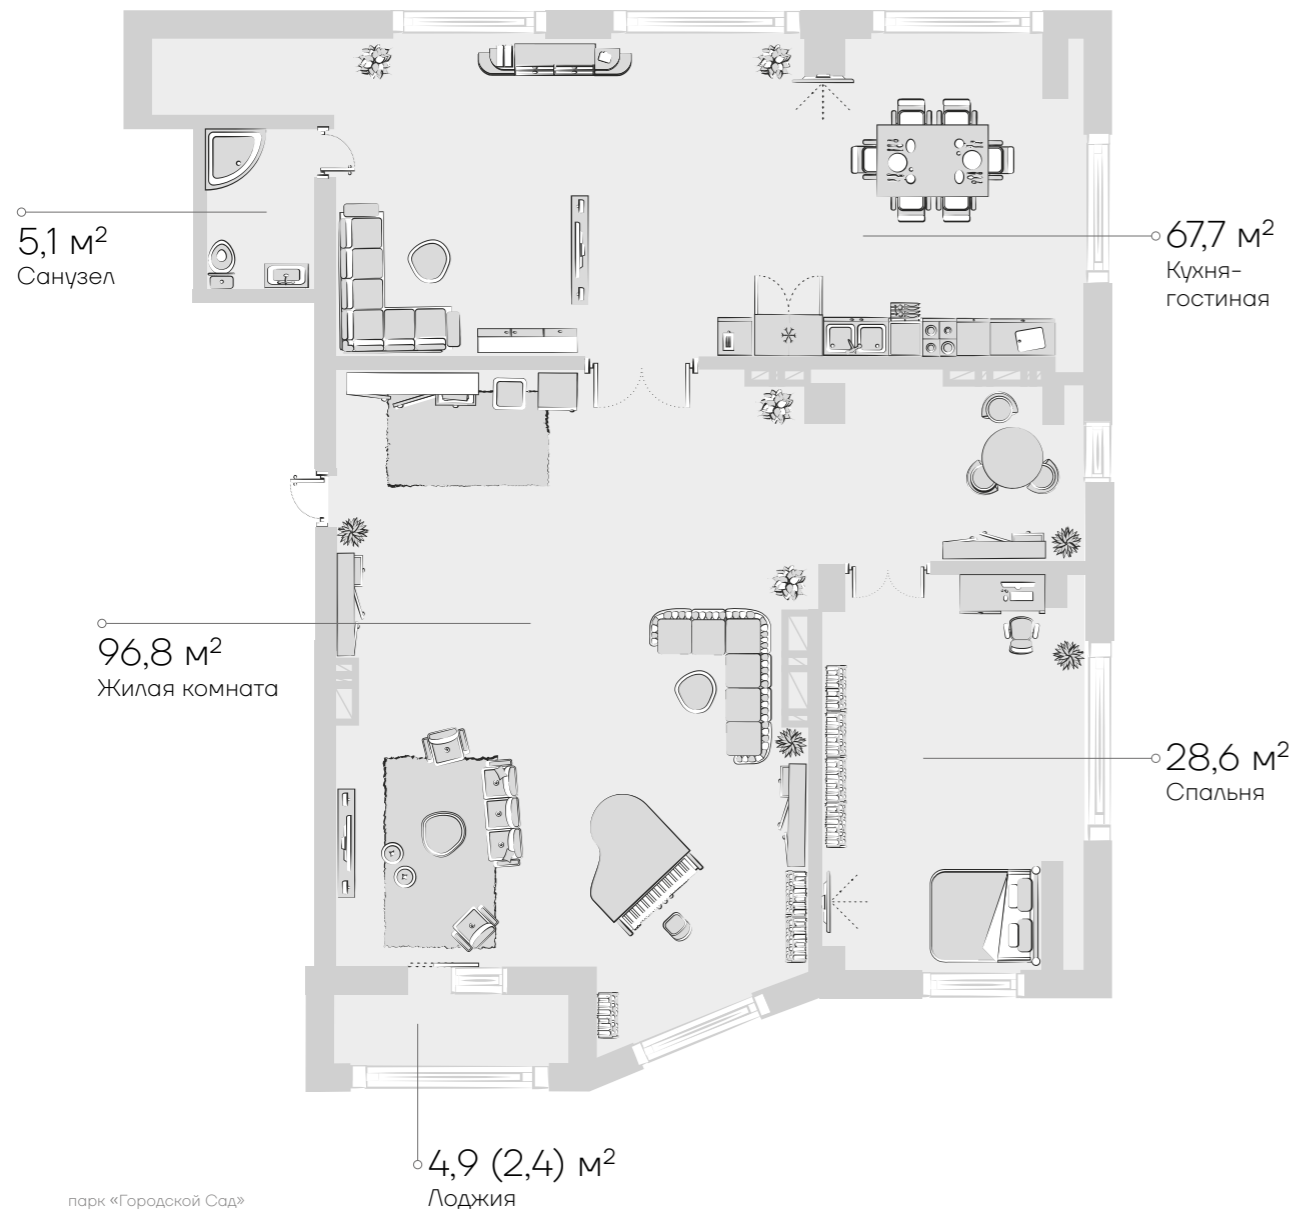 5,1 м²
Санузел
67,7 м²
Кухня-
гостиная
96,8 м²
Жилая комната
28,6 м²
Спальня
4,9 (2,4) м²
Лоджия
парк «Городской Сад»